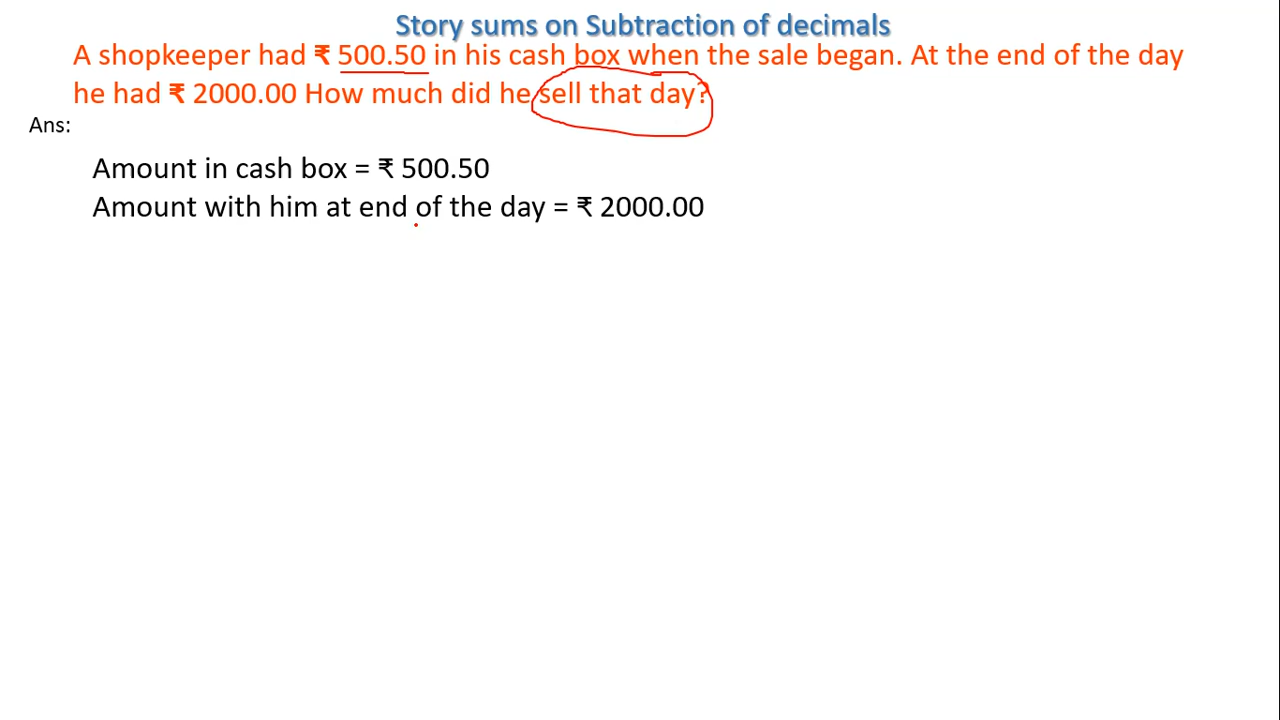 Story sums on Subtraction of decimals
A shopkeeper had ₹ 500.50 in his cash box when the sale began. At the end of the day
he had ₹ 2000.00 How much did he sell that day?
Ans:
Amount in cash box = ₹ 500.50
Amount with him at end of the day = ₹ 2000.00